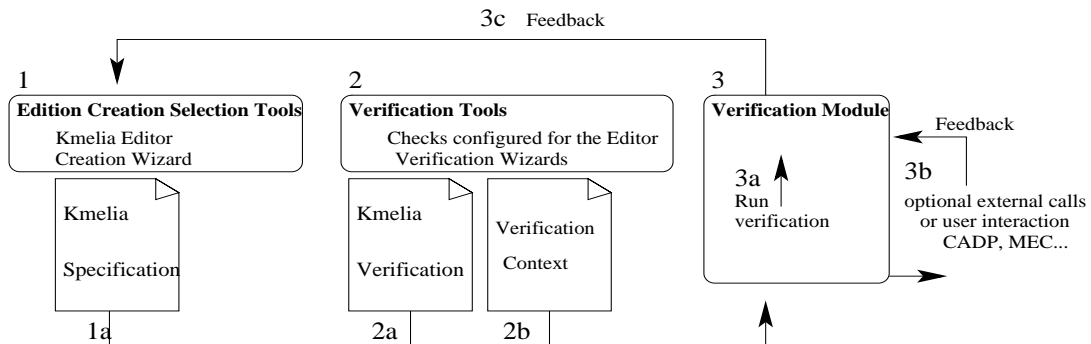 3c Feedback
1
2
3
Edition Creation Selection Tools
Kmelia Editor
Creation Wizard
Verification Tools
Checks configured for the Editor
Verification Wizards
Verification Module
Feedback
3a
Run
verification
3b
optional external calls
or user interaction
CADP, MEC...
Kmelia
Specification
Kmelia
Verification
Verification
Context
1a
2a
2b